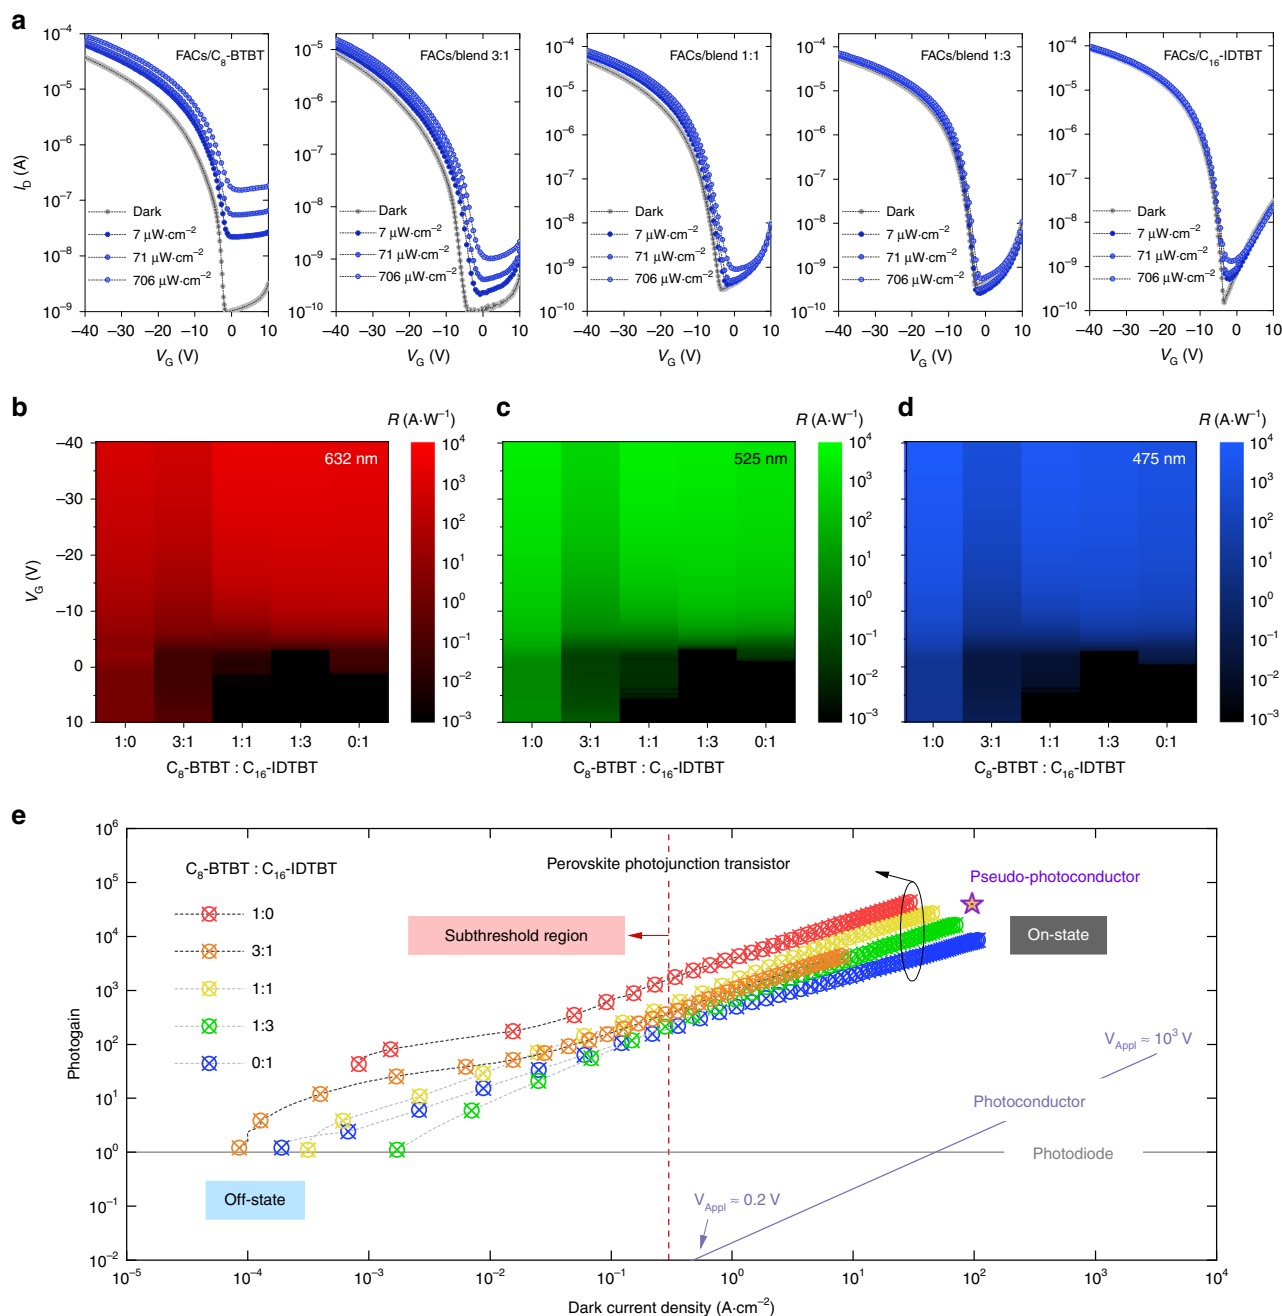 a
FACs/C₈-BTBT
10⁻⁴
10⁻⁵
10⁻⁶
10⁻⁷
10⁻⁸
10⁻⁹
I_D (A)
Dark
7 μW·cm⁻²
71 μW·cm⁻²
706 μW·cm⁻²
−40 −30 −20 −10 0 10
V_G (V)
FACs/blend 3:1
10⁻⁵
10⁻⁶
10⁻⁷
10⁻⁸
10⁻⁹
10⁻¹⁰
Dark
7 μW·cm⁻²
71 μW·cm⁻²
706 μW·cm⁻²
−40 −30 −20 −10 0 10
V_G (V)
FACs/blend 1:1
10⁻⁴
10⁻⁵
10⁻⁶
10⁻⁷
10⁻⁸
10⁻⁹
10⁻¹⁰
Dark
7 μW·cm⁻²
71 μW·cm⁻²
706 μW·cm⁻²
−40 −30 −20 −10 0 10
V_G (V)
FACs/blend 1:3
10⁻⁴
10⁻⁵
10⁻⁶
10⁻⁷
10⁻⁸
10⁻⁹
10⁻¹⁰
Dark
7 μW·cm⁻²
71 μW·cm⁻²
706 μW·cm⁻²
−40 −30 −20 −10 0 10
V_G (V)
FACs/C₁₆-IDTBT
10⁻⁴
10⁻⁵
10⁻⁶
10⁻⁷
10⁻⁸
10⁻⁹
10⁻¹⁰
Dark
7 μW·cm⁻²
71 μW·cm⁻²
706 μW·cm⁻²
−40 −30 −20 −10 0 10
V_G (V)
b
R (A·W⁻¹)
632 nm
−40
−30
−20
−10
0
10
V_G (V)
10⁴
10³
10²
10¹
10⁰
10⁻¹
10⁻²
10⁻³
1:0 3:1 1:1 1:3 0:1
C₈-BTBT : C₁₆-IDTBT
c
R (A·W⁻¹)
525 nm
10⁴
10³
10²
10¹
10⁰
10⁻¹
10⁻²
10⁻³
1:0 3:1 1:1 1:3 0:1
C₈-BTBT : C₁₆-IDTBT
d
R (A·W⁻¹)
475 nm
10⁴
10³
10²
10¹
10⁰
10⁻¹
10⁻²
10⁻³
1:0 3:1 1:1 1:3 0:1
C₈-BTBT : C₁₆-IDTBT
e
10⁶
10⁵
10⁴
10³
10²
10¹
10⁰
10⁻¹
10⁻²
Photogain
C₈-BTBT : C₁₆-IDTBT
1:0
3:1
1:1
1:3
0:1
Perovskite photojunction transistor
Pseudo-photoconductor
Subthreshold region
On-state
V_Appl ≈ 10³ V
Photoconductor
Photodiode
Off-state
V_Appl ≈ 0.2 V
10⁻⁵ 10⁻⁴ 10⁻³ 10⁻² 10⁻¹ 10⁰ 10¹ 10² 10³ 10⁴
Dark current density (A·cm⁻²)